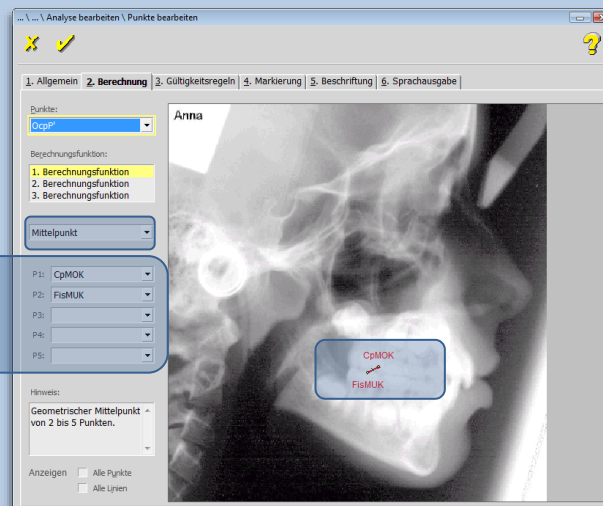 ... \ ... \ Analyse bearbeiten \ Punkte bearbeiten
1. Allgemein 2. Berechnung 3. Gültigkeitsregeln 4. Markierung 5. Beschriftung 6. Sprachausgabe
Punkte:
OcpP'
Berechnungsfunktion:
1. Berechnungsfunktion
2. Berechnungsfunktion
3. Berechnungsfunktion
Mittelpunkt
P1: CpMOK
P2: FisMUK
P3:
P4:
P5:
Hinweis:
Geometrischer Mittelpunkt
von 2 bis 5 Punkten.
Anzeigen Alle Punkte
Alle Linien
Anna
CpMOK
FisMUK